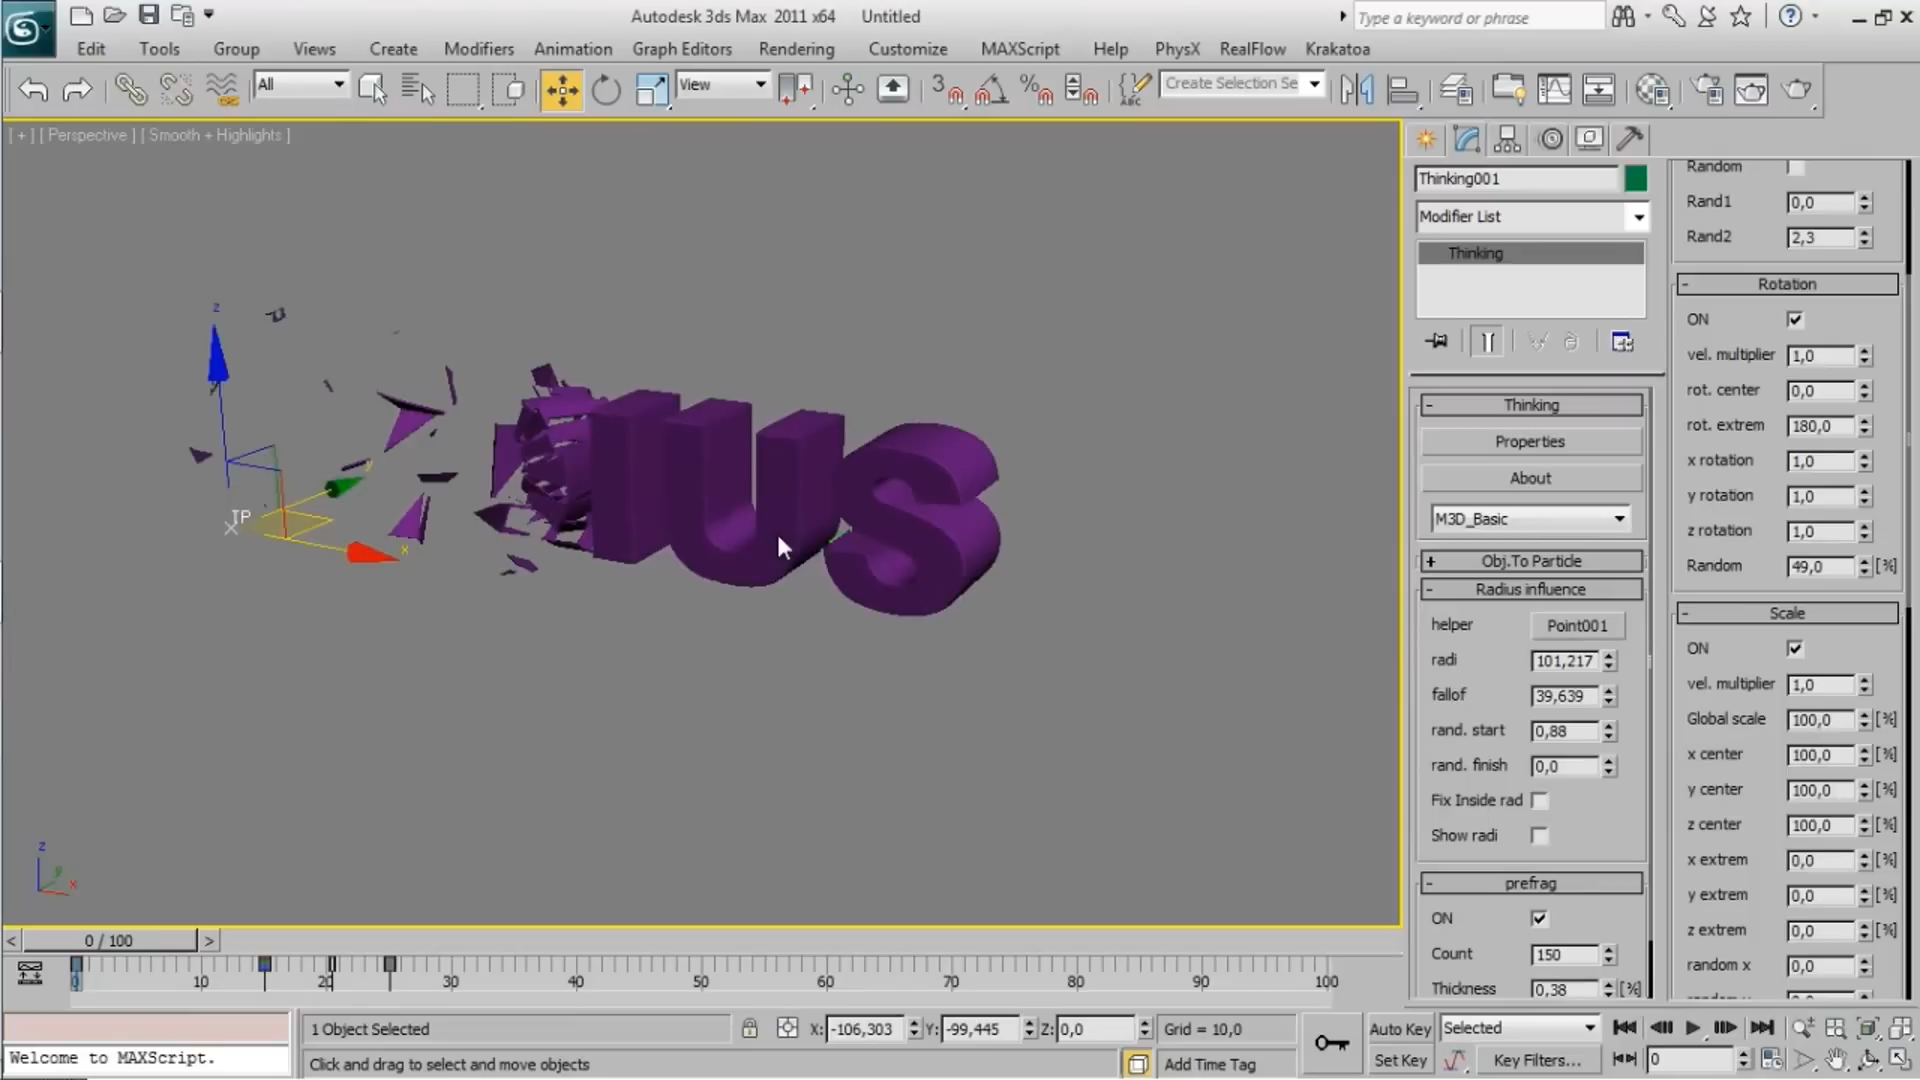 Autodesk 3ds Max 2011 x64 Untitled
Type a keyword or phrase
Edit Tools Group Views Create Modifiers Animation Graph Editors Rendering Customize MAXScript Help PhysX RealFlow Krakatoa
All View Create Selection Se
[ + ] [ Perspective ] [ Smooth + Highlights ]
Thinking001
Modifier List
Thinking
Thinking
Properties
About
M3D_Basic
+ Obj.To Particle
- Radius influence
helper Point001
radi 101,217
fallof 39,639
rand. start 0,88
rand. finish 0,0
Fix Inside rad
Show radi
- prefrag
ON
Count 150
Thickness 0,38 [%]
Random
Rand1 0,0
Rand2 2,3
- Rotation
ON
vel. multiplier 1,0
rot. center 0,0
rot. extrem 180,0
x rotation 1,0
y rotation 1,0
z rotation 1,0
Random 49,0 [%]
- Scale
ON
vel. multiplier 1,0
Global scale 100,0 [%]
x center 100,0 [%]
y center 100,0 [%]
z center 100,0 [%]
x extrem 0,0 [%]
y extrem 0,0 [%]
z extrem 0,0 [%]
random x 0,0
z
TP
y
x
IUS
z
y
x
< 0 / 100 >
0 10 20 30 40 50 60 70 80 90 100
1 Object Selected
X: -106,303 Y: -99,445 Z: 0,0 Grid = 10,0
Auto Key Selected
Welcome to MAXScript.
Click and drag to select and move objects
Add Time Tag
Set Key Key Filters... 0